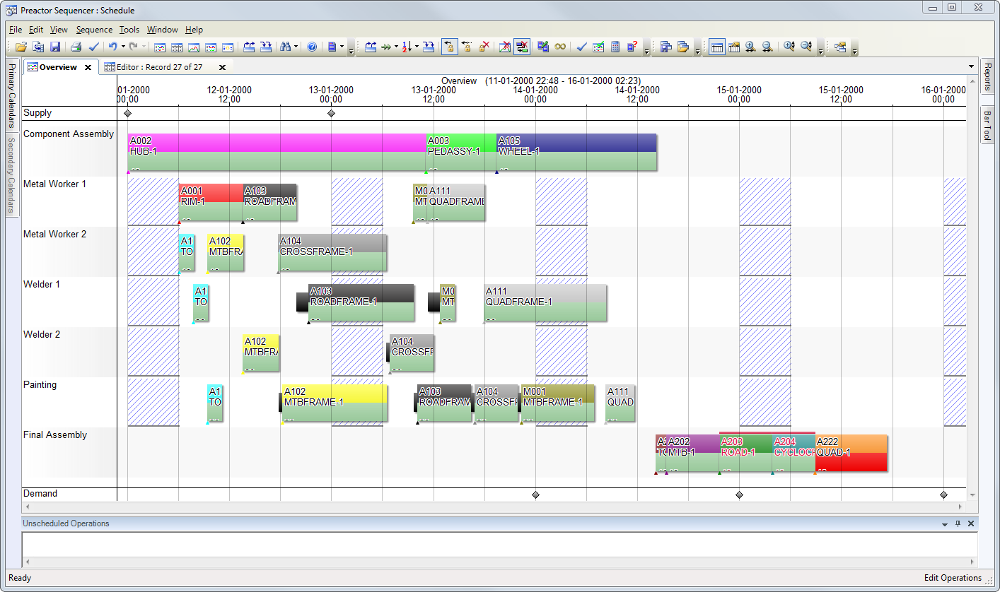 Preactor Sequencer : Schedule
File Edit View Sequence Tools Window Help
Overview Editor : Record 27 of 27
Primary Calendars
Secondary Calendars
Reports
Bar Tool
Overview (11-01-2000 22:48 - 16-01-2000 02:23)
01-2000 12-01-2000 13-01-2000 13-01-2000 14-01-2000 14-01-2000 15-01-2000 15-01-2000 16-01-2000
00:00 12:00 00:00 12:00 00:00 12:00 00:00 12:00 00:00
Supply
Component Assembly
A002 A003 A105
HUB-1 PEDASSY-1 WHEEL-1
Metal Worker 1
A001 A103 M0 A111
RIM-1 ROADFRAM MT QUADFRAME
Metal Worker 2
A1 A102 A104
TO MTBFRA CROSSFRAME-1
Welder 1
A1 A103 M0 A111
TO ROADFRAME-1 MT QUADFRAME-1
Welder 2
A102 A104
MTBFRA CROSSFR
Painting
A1 A102 A103 A104 M001 A111
TO MTBFRAME-1 ROADFRAM CROSSFR MTBFRAME-1 QUAD
Final Assembly
A202 A203 A204 A222
MTB-1 ROAD-1 CYCLOCR QUAD-1
Demand
Unscheduled Operations
Ready Edit Operations